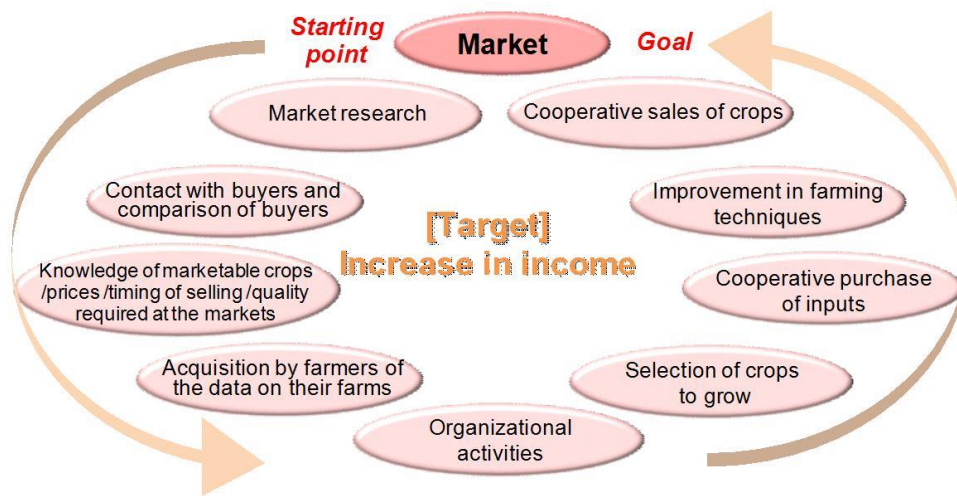 Starting
point
Market
Goal
Market research
Cooperative sales of crops
Contact with buyers and
comparison of buyers
Improvement in farming
techniques
[Target]
Increase in income
Knowledge of marketable crops
/prices /timing of selling /quality
required at the markets
Cooperative purchase
of inputs
Acquisition by farmers of
the data on their farms
Selection of crops
to grow
Organizational
activities